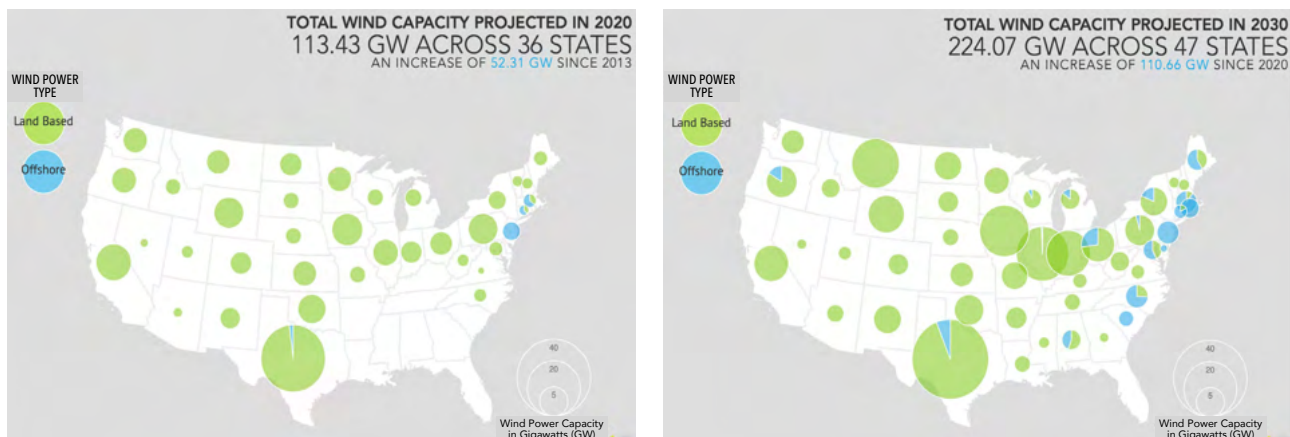 TOTAL WIND CAPACITY PROJECTED IN 2020
113.43 GW ACROSS 36 STATES
AN INCREASE OF 52.31 GW SINCE 2013
WIND POWER
TYPE
Land Based
Offshore
40
20
5
Wind Power Capacity
in Gigawatts (GW)
TOTAL WIND CAPACITY PROJECTED IN 2030
224.07 GW ACROSS 47 STATES
AN INCREASE OF 110.66 GW SINCE 2020
WIND POWER
TYPE
Land Based
Offshore
40
20
5
Wind Power Capacity
in Gigawatts (GW)